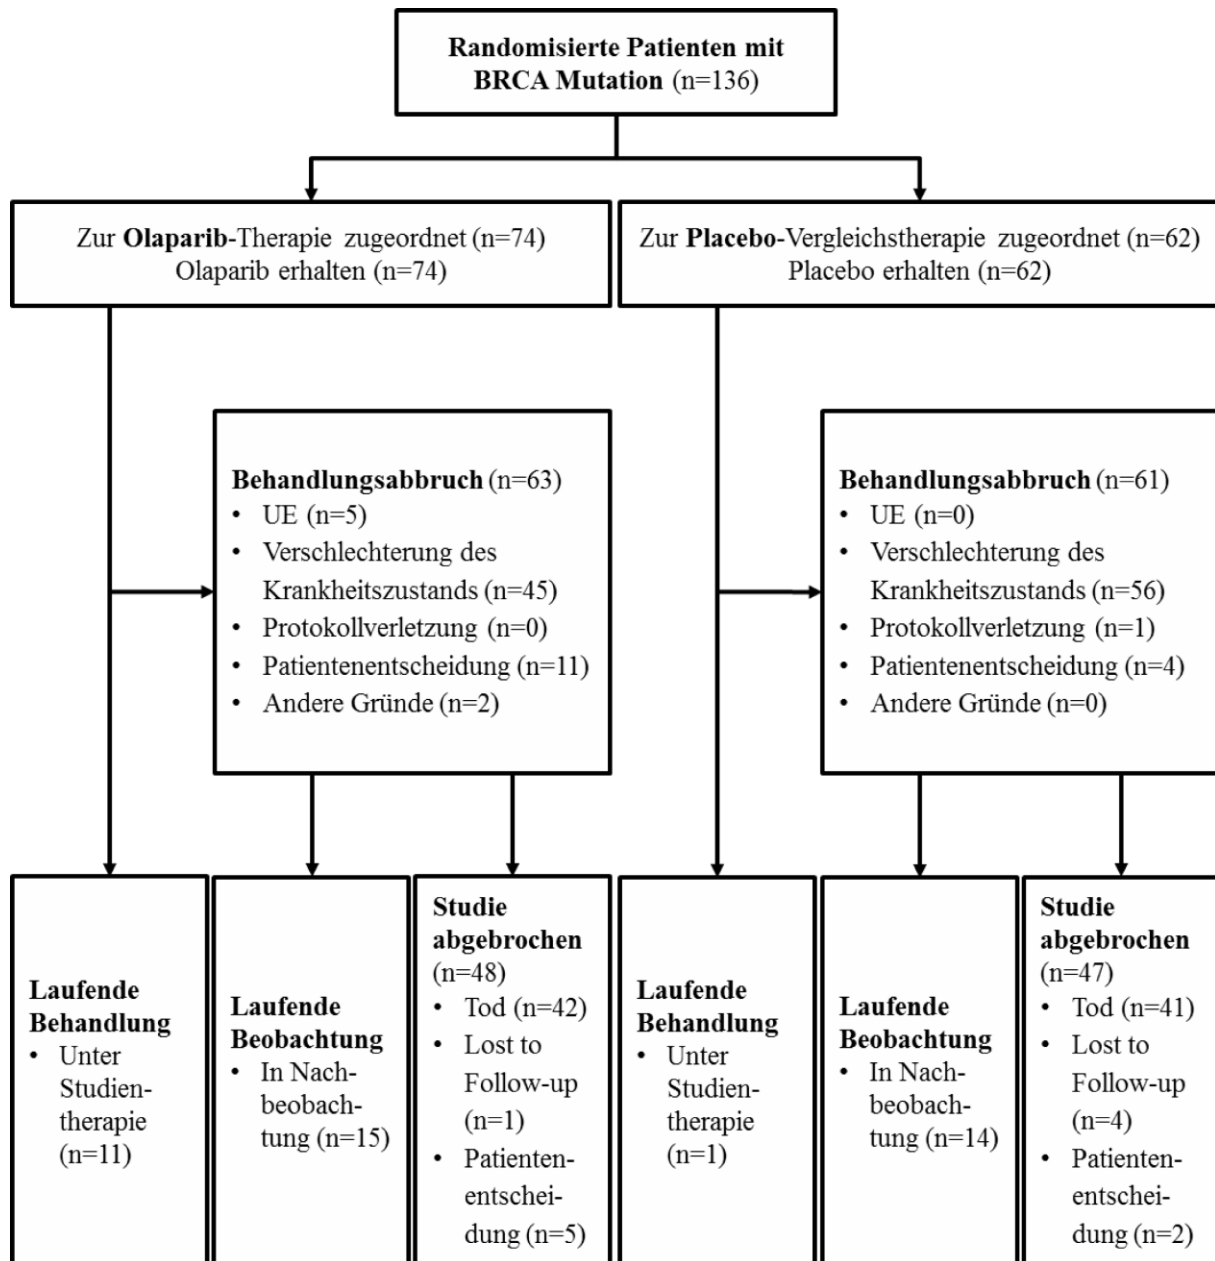 Randomisierte Patienten mit
BRCA Mutation (n=136)
Zur Olaparib-Therapie zugeordnet (n=74)
Olaparib erhalten (n=74)
Zur Placebo-Vergleichstherapie zugeordnet (n=62)
Placebo erhalten (n=62)
Behandlungsabbruch (n=63)
• UE (n=5)
• Verschlechterung des
Krankheitszustands (n=45)
• Protokollverletzung (n=0)
• Patientenentscheidung (n=11)
• Andere Gründe (n=2)
Behandlungsabbruch (n=61)
• UE (n=0)
• Verschlechterung des
Krankheitszustands (n=56)
• Protokollverletzung (n=1)
• Patientenentscheidung (n=4)
• Andere Gründe (n=0)
Laufende
Behandlung
• Unter
Studien-
therapie
(n=11)
Laufende
Beobachtung
• In Nach-
beobach-
tung (n=15)
Studie
abgebrochen
(n=48)
• Tod (n=42)
• Lost to
Follow-up
(n=1)
• Patienten-
entschei-
dung (n=5)
Laufende
Behandlung
• Unter
Studien-
therapie
(n=1)
Laufende
Beobachtung
• In Nach-
beobach-
tung (n=14)
Studie
abgebrochen
(n=47)
• Tod (n=41)
• Lost to
Follow-up
(n=4)
• Patienten-
entschei-
dung (n=2)